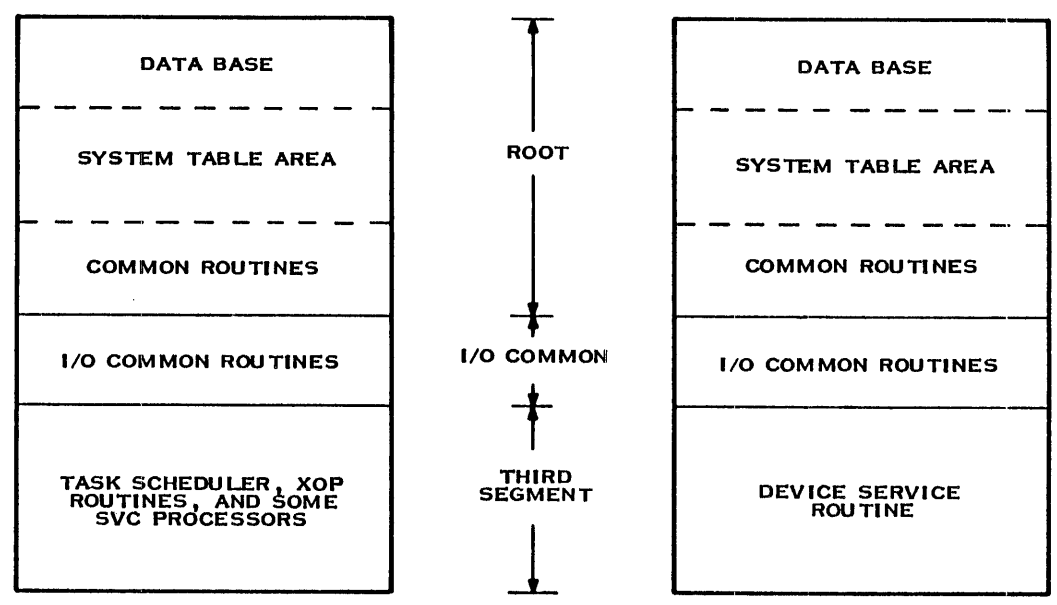 DATA BASE
SYSTEM TABLE AREA
COMMON ROUTINES
I/O COMMON ROUTINES
TASK SCHEDULER, XOP
ROUTINES, AND SOME
SVC PROCESSORS
ROOT
I/O COMMON
THIRD
SEGMENT
DATA BASE
SYSTEM TABLE AREA
COMMON ROUTINES
I/O COMMON ROUTINES
DEVICE SERVICE
ROUTINE